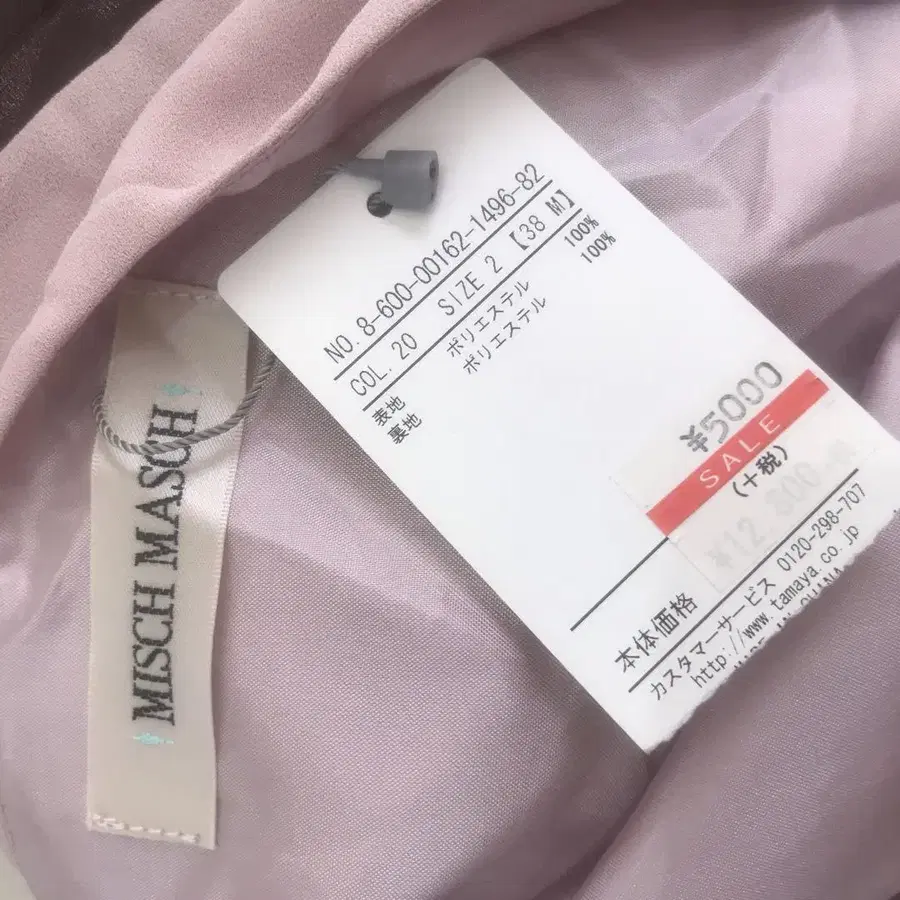 MISCH MASCH
NO.8-600-00162-1496-82
COL.20 SIZE 2【38 M】
表地 ポリエステル 100%
裏地 ポリエステル 100%
¥5000
SALE
(+税)
¥12,800
本体価格
カスタマーサービス 0120-298-707
http://www.tamaya.co.jp